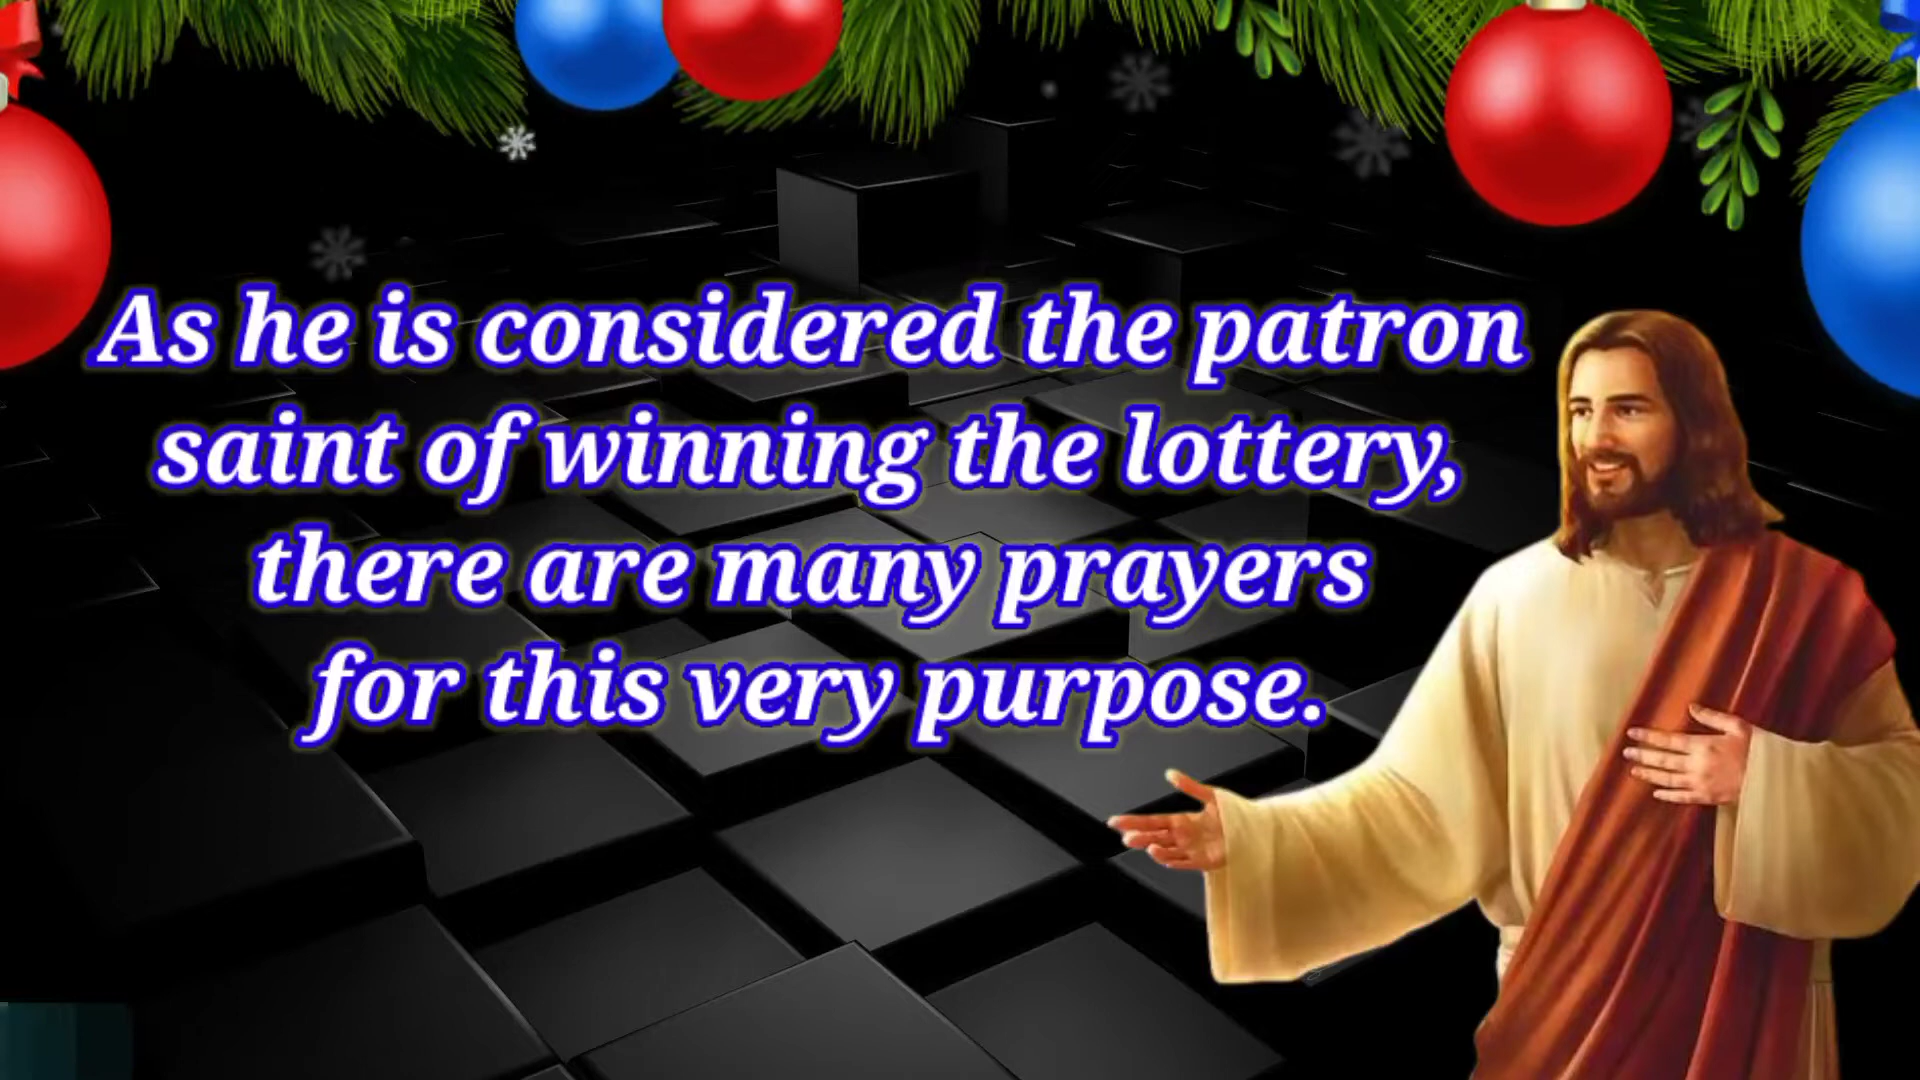 As he is considered the patron
saint of winning the lottery,
there are many prayers
for this very purpose.